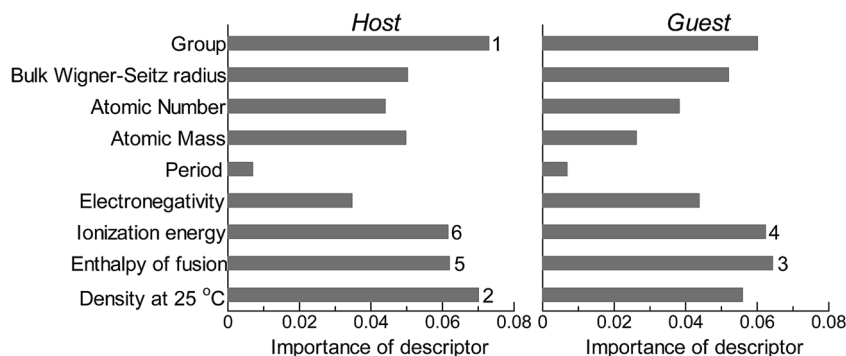 Host Guest
Group 1
Bulk Wigner-Seitz radius
Atomic Number
Atomic Mass
Period
Electronegativity
Ionization energy 6 4
Enthalpy of fusion 5 3
Density at 25 °C 2
0 0.02 0.04 0.06 0.08 0 0.02 0.04 0.06 0.08
Importance of descriptor Importance of descriptor